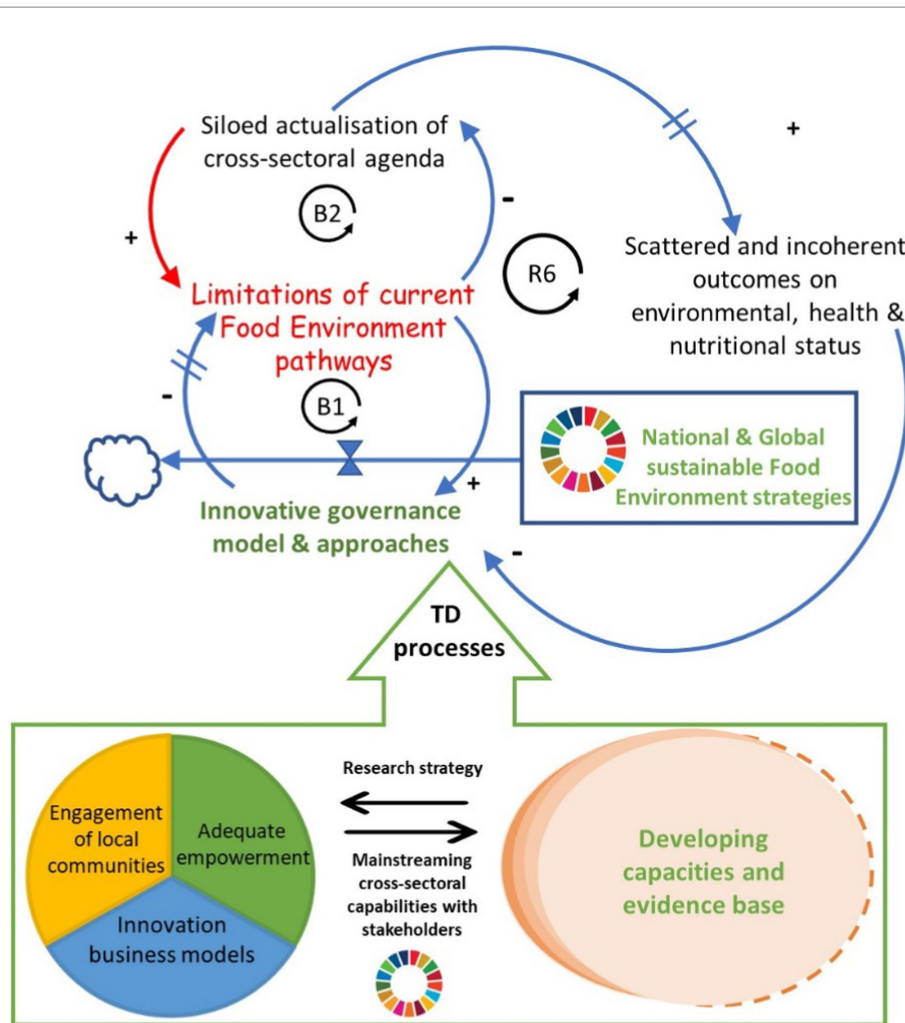 Siloed actualisation of
cross-sectoral agenda
+
B2
-
+
R6
Scattered and incoherent
outcomes on
environmental, health &
nutritional status
Limitations of current
Food Environment
pathways
B1
-
National & Global
sustainable Food
Environment strategies
+
Innovative governance
model & approaches
-
TD
processes
Engagement
of local
communities
Adequate
empowerment
Innovation
business models
Research strategy
Mainstreaming
cross-sectoral
capabilities with
stakeholders
Developing
capacities and
evidence base